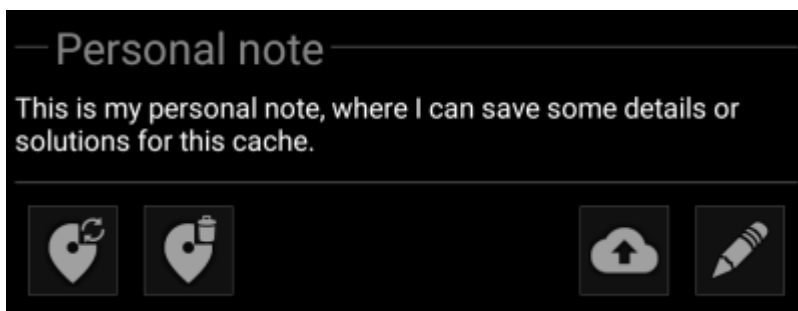 Personal note
This is my personal note, where I can save some details or
solutions for this cache.